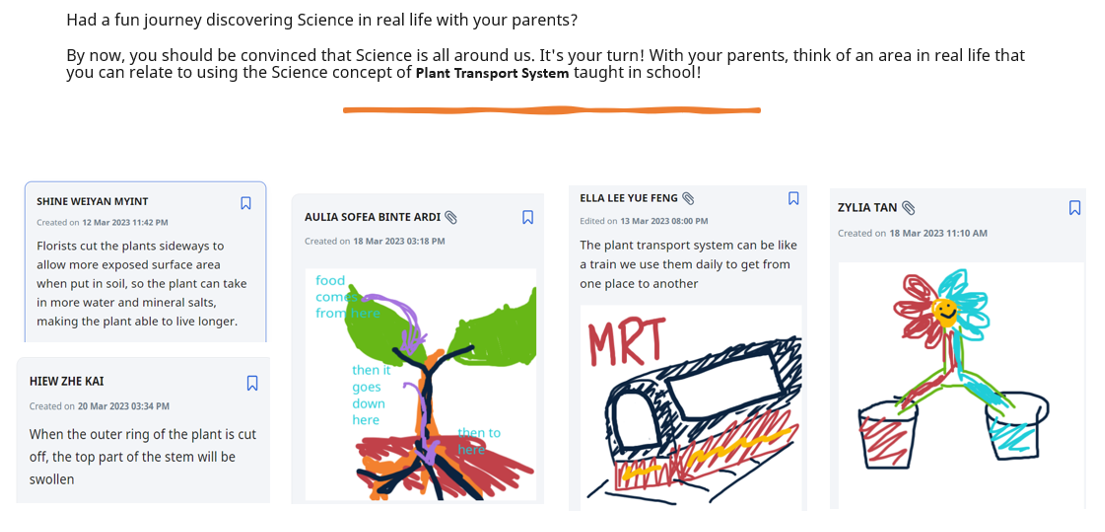 Had a fun journey discovering Science in real life with your parents?
By now, you should be convinced that Science is all around us. It's your turn! With your parents, think of an area in real life that
you can relate to using the Science concept of Plant Transport System taught in school!
SHINE WEIYAN MYINT
Created on 12 Mar 2023 11:42 PM
Florists cut the plants sideways to
allow more exposed surface area
when put in soil, so the plant can take
in more water and mineral salts,
making the plant able to live longer.
HIEW ZHE KAI
Created on 20 Mar 2023 03:34 PM
When the outer ring of the plant is cut
off, the top part of the stem will be
swollen
AULIA SOFEA BINTE ARDI
Created on 18 Mar 2023 03:18 PM
food
comes
from here
then it
goes
down
here
then to
here
ELLA LEE YUE FENG
Edited on 13 Mar 2023 08:00 PM
The plant transport system can be like
a train we use them daily to get from
one place to another
MRT
ZYLIA TAN
Created on 18 Mar 2023 11:10 AM